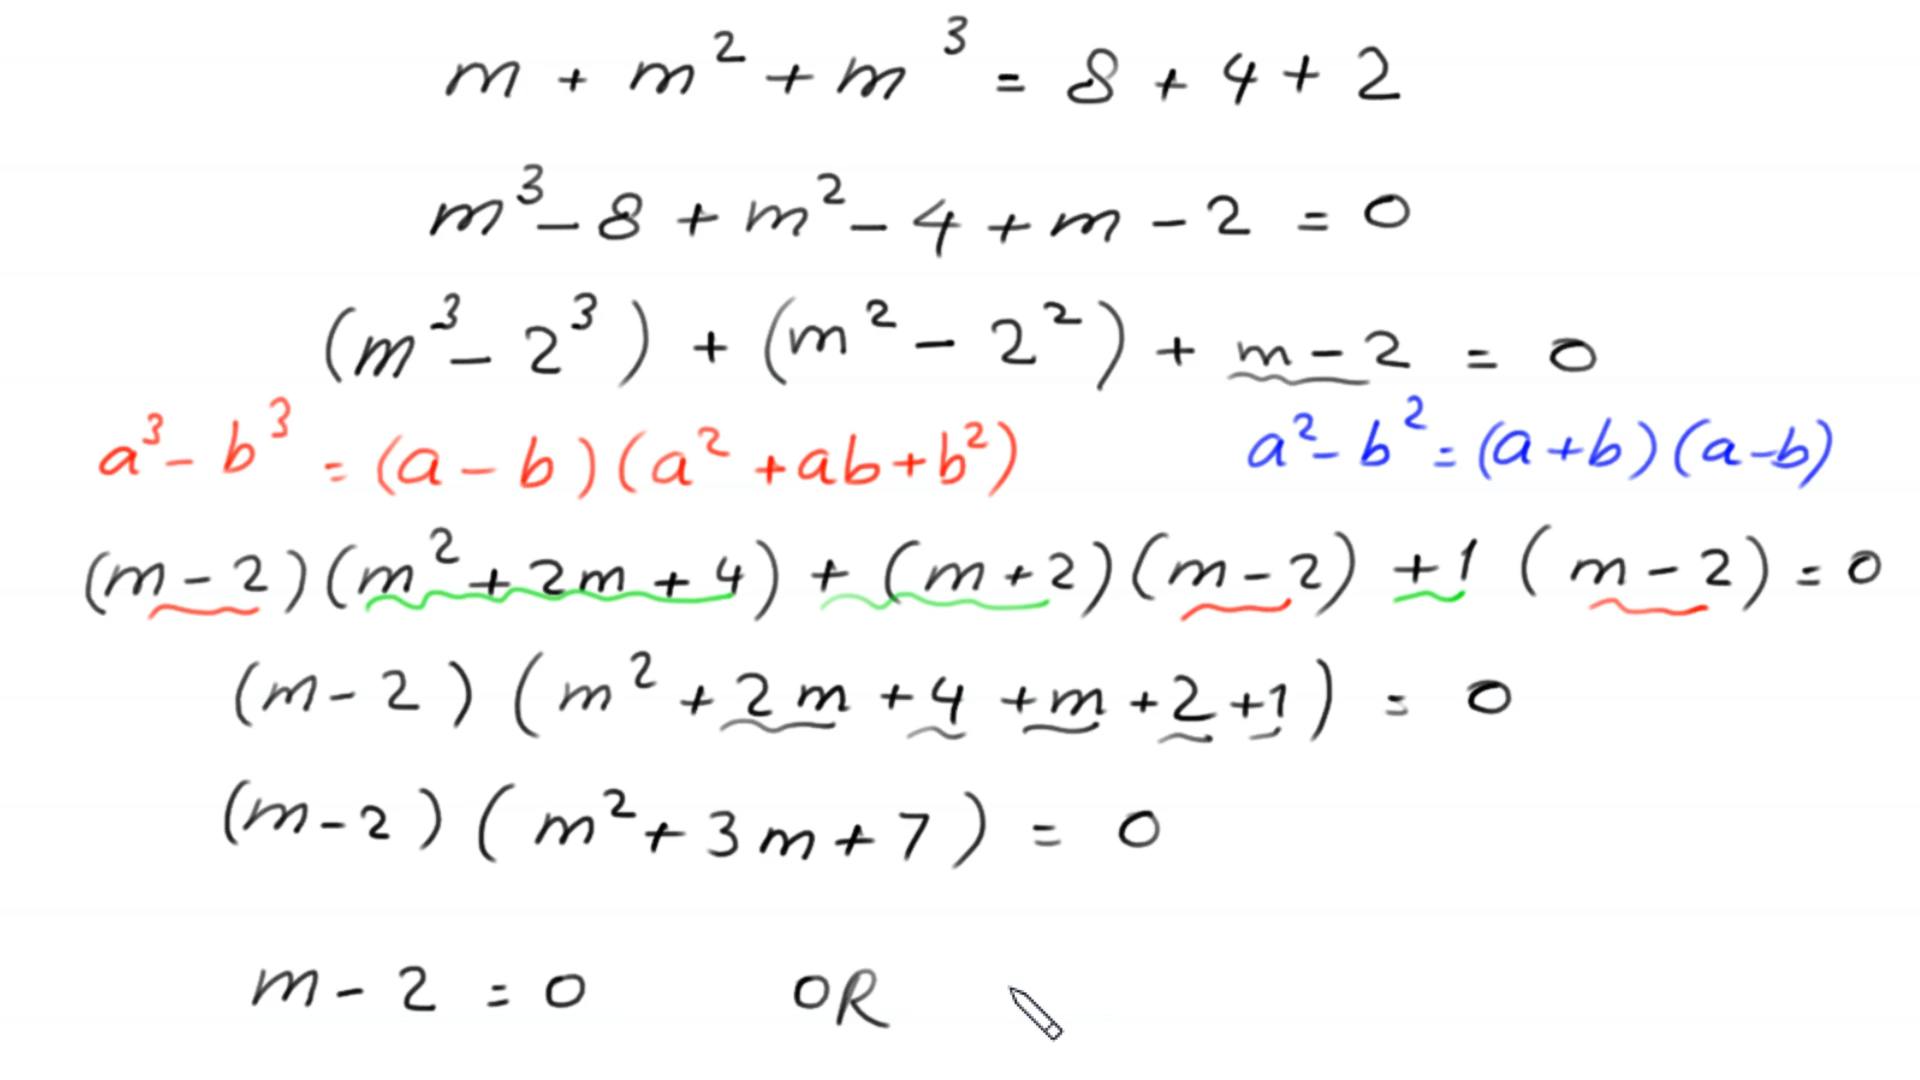 m + m² + m³ = 8 + 4 + 2
m³ - 8 + m² - 4 + m - 2 = 0
(m³ - 2³) + (m² - 2²) + m - 2 = 0
a³ - b³ = (a - b)(a² + ab + b²) a² - b² = (a + b)(a - b)
(m - 2)(m² + 2m + 4) + (m + 2)(m - 2) + 1 (m - 2) = 0
(m - 2)(m² + 2m + 4 + m + 2 + 1) = 0
(m - 2)(m² + 3m + 7) = 0
m - 2 = 0 OR